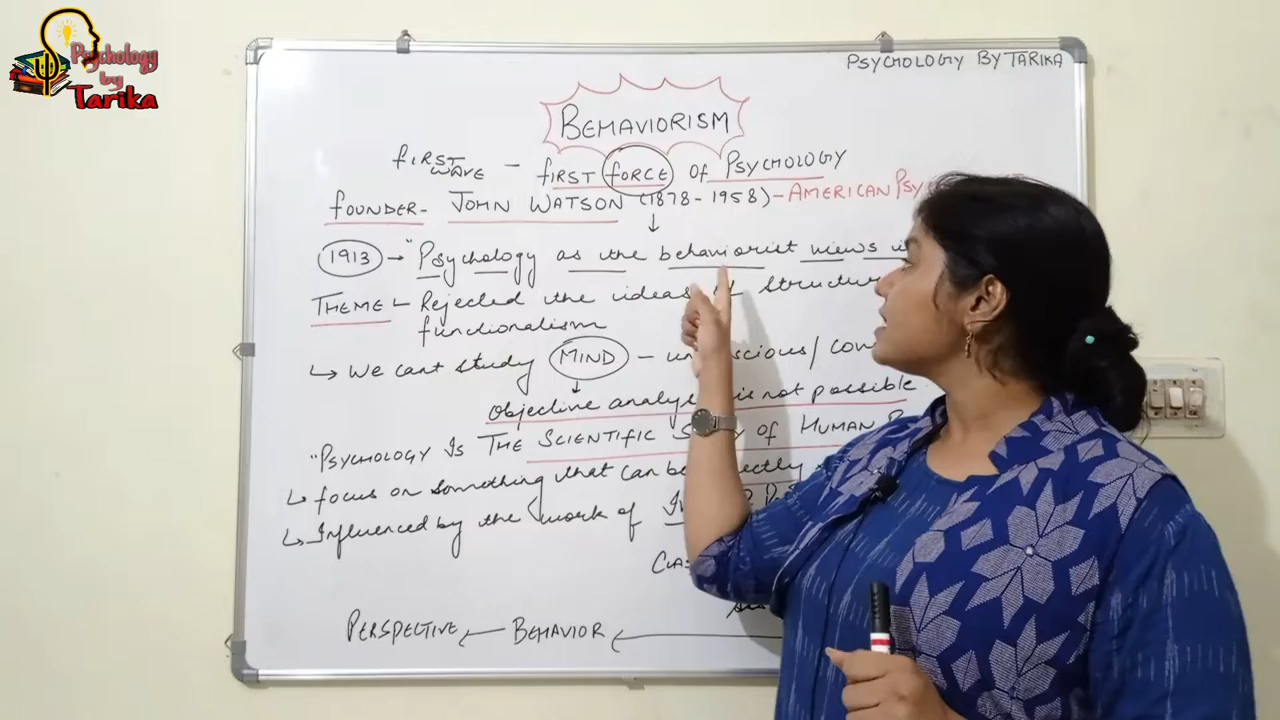 Psychology
by
Tarika
PSYCHOLOGY BY TARIKA
BEHAVIORISM
FIRST WAVE - FIRST FORCE OF PSYCHOLOGY
FOUNDER- JOHN WATSON (1878-1958)-AMERICAN
1913 → "Psychology as the behaviorist views
THEME - Rejected the ideas of
functionalism
↳ We cant study MIND -
↓
Objective is not possible
"PSYCHOLOGY IS THE SCIENTIFIC OF HUMAN
↳ focus on something that can be
↳ Influenced by the work of
PERSPECTIVE ← BEHAVIOR ←